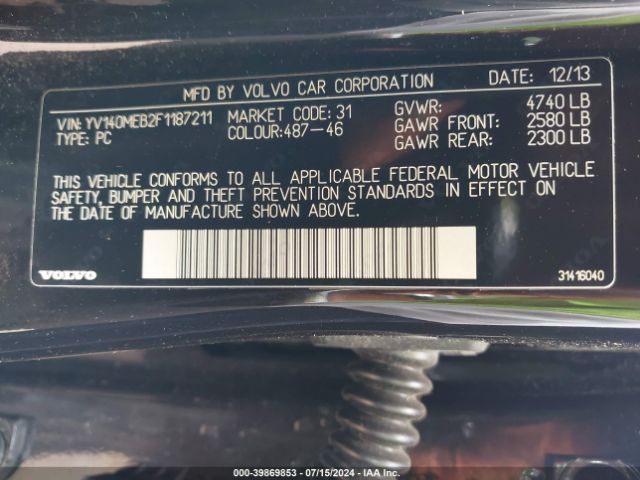 MFD BY VOLVO CAR CORPORATION DATE: 12/13
VIN: YV140MEB2F1187211 MARKET CODE: 31 GVWR: 4740 LB
TYPE: PC COLOUR:487-46 GAWR FRONT: 2580 LB
GAWR REAR: 2300 LB
THIS VEHICLE CONFORMS TO ALL APPLICABLE FEDERAL MOTOR VEHICLE
SAFETY, BUMPER AND THEFT PREVENTION STANDARDS IN EFFECT ON
THE DATE OF MANUFACTURE SHOWN ABOVE.
VOLVO 31416040
000-39869853 - 07/15/2024 - IAA Inc.